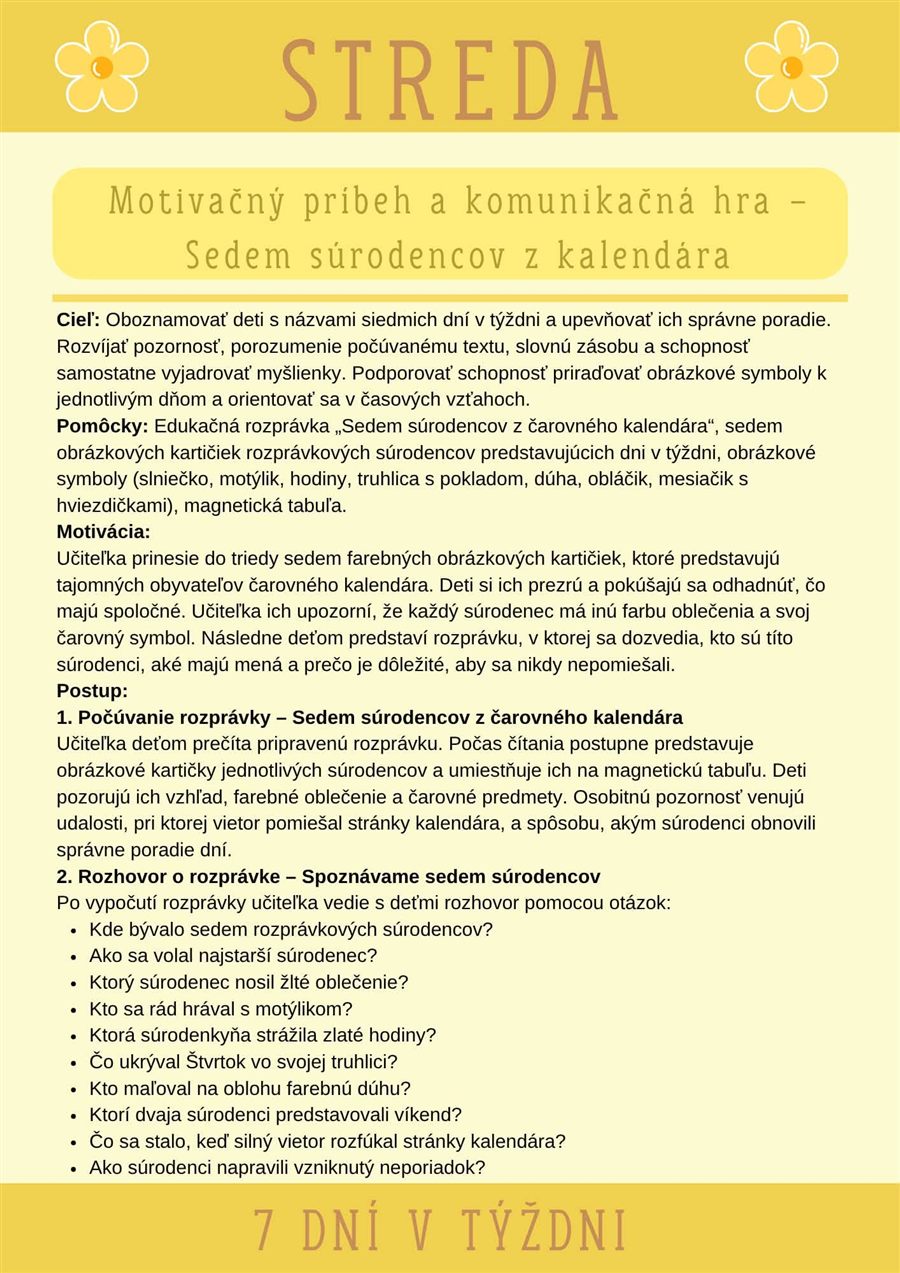 STREDA
Motivačný príbeh a komunikačná hra –
Sedem súrodencov z kalendára
Cieľ: Oboznamovať deti s názvami siedmich dní v týždni a upevňovať ich správne poradie.
Rozvíjať pozornosť, porozumenie počúvanému textu, slovnú zásobu a schopnosť
samostatne vyjadrovať myšlienky. Podporovať schopnosť priraďovať obrázkové symboly k
jednotlivým dňom a orientovať sa v časových vzťahoch.
Pomôcky: Edukačná rozprávka „Sedem súrodencov z čarovného kalendára“, sedem
obrázkových kartičiek rozprávkových súrodencov predstavujúcich dni v týždni, obrázkové
symboly (slniečko, motýlik, hodiny, truhlica s pokladom, dúha, obláčik, mesiačik s
hviezdičkami), magnetická tabuľa.
Motivácia:
Učiteľka prinesie do triedy sedem farebných obrázkových kartičiek, ktoré predstavujú
tajomných obyvateľov čarovného kalendára. Deti si ich prezrú a pokúšajú sa odhadnúť, čo
majú spoločné. Učiteľka ich upozorní, že každý súrodenec má inú farbu oblečenia a svoj
čarovný symbol. Následne deťom predstaví rozprávku, v ktorej sa dozvedia, kto sú títo
súrodenci, aké majú mená a prečo je dôležité, aby sa nikdy nepomiešali.
Postup:
1. Počúvanie rozprávky – Sedem súrodencov z čarovného kalendára
Učiteľka deťom prečíta pripravenú rozprávku. Počas čítania postupne predstavuje
obrázkové kartičky jednotlivých súrodencov a umiestňuje ich na magnetickú tabuľu. Deti
pozorujú ich vzhľad, farebné oblečenie a čarovné predmety. Osobitnú pozornosť venujú
udalosti, pri ktorej vietor pomiešal stránky kalendára, a spôsobu, akým súrodenci obnovili
správne poradie dní.
2. Rozhovor o rozprávke – Spoznávame sedem súrodencov
Po vypočutí rozprávky učiteľka vedie s deťmi rozhovor pomocou otázok:
• Kde bývalo sedem rozprávkových súrodencov?
• Ako sa volal najstarší súrodenec?
• Ktorý súrodenec nosil žlté oblečenie?
• Kto sa rád hrával s motýlikom?
• Ktorá súrodenkyňa strážila zlaté hodiny?
• Čo ukrýval Štvrtok vo svojej truhlici?
• Kto maľoval na oblohu farebnú dúhu?
• Ktorí dvaja súrodenci predstavovali víkend?
• Čo sa stalo, keď silný vietor rozfúkal stránky kalendára?
• Ako súrodenci napravili vzniknutý neporiadok?
7 DNÍ V TÝŽDNI